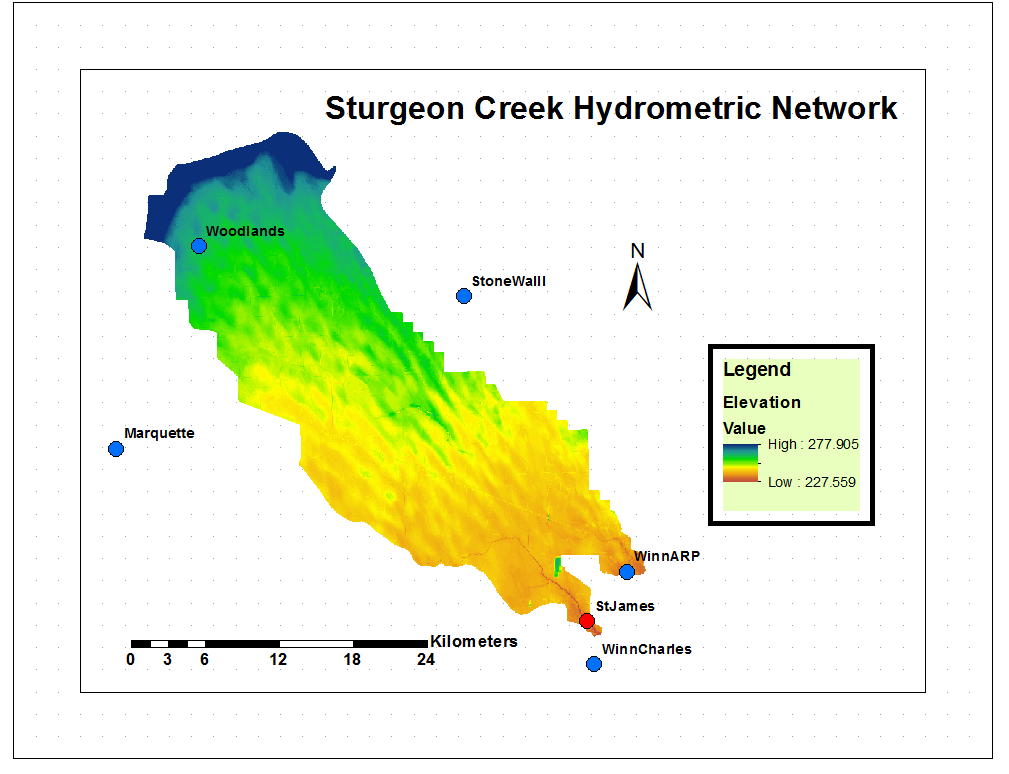 Sturgeon Creek Hydrometric Network
Woodlands
N
StoneWalll
Legend
Elevation
Value
High : 277.905
Low : 227.559
Marquette
WinnARP
StJames
Kilometers
WinnCharles
0 3 6 12 18 24